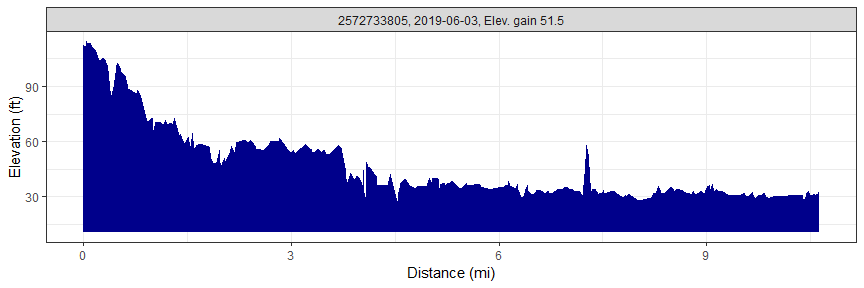 2572733805, 2019-06-03, Elev. gain 51.5
Elevation (ft)
90
60
30
0 3 6 9
Distance (mi)